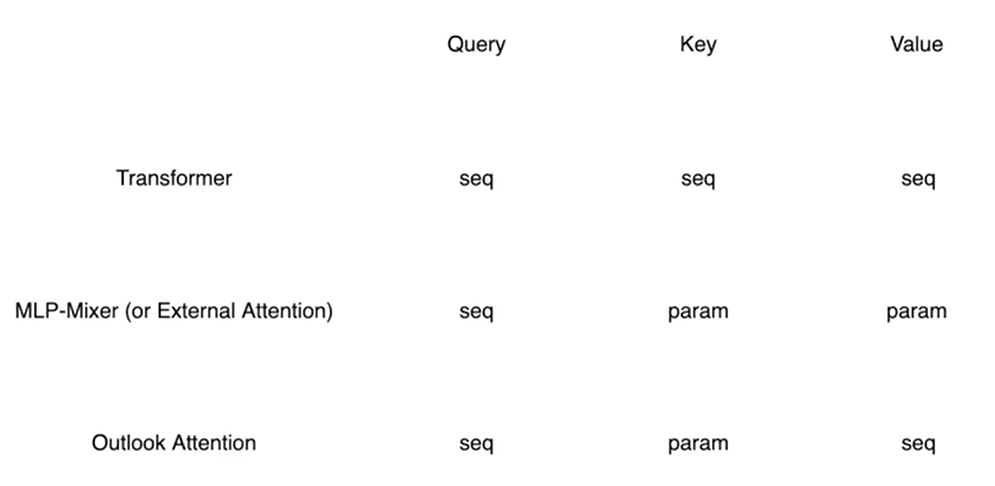 Query Key Value
Transformer seq seq seq
MLP-Mixer (or External Attention) seq param param
Outlook Attention seq param seq